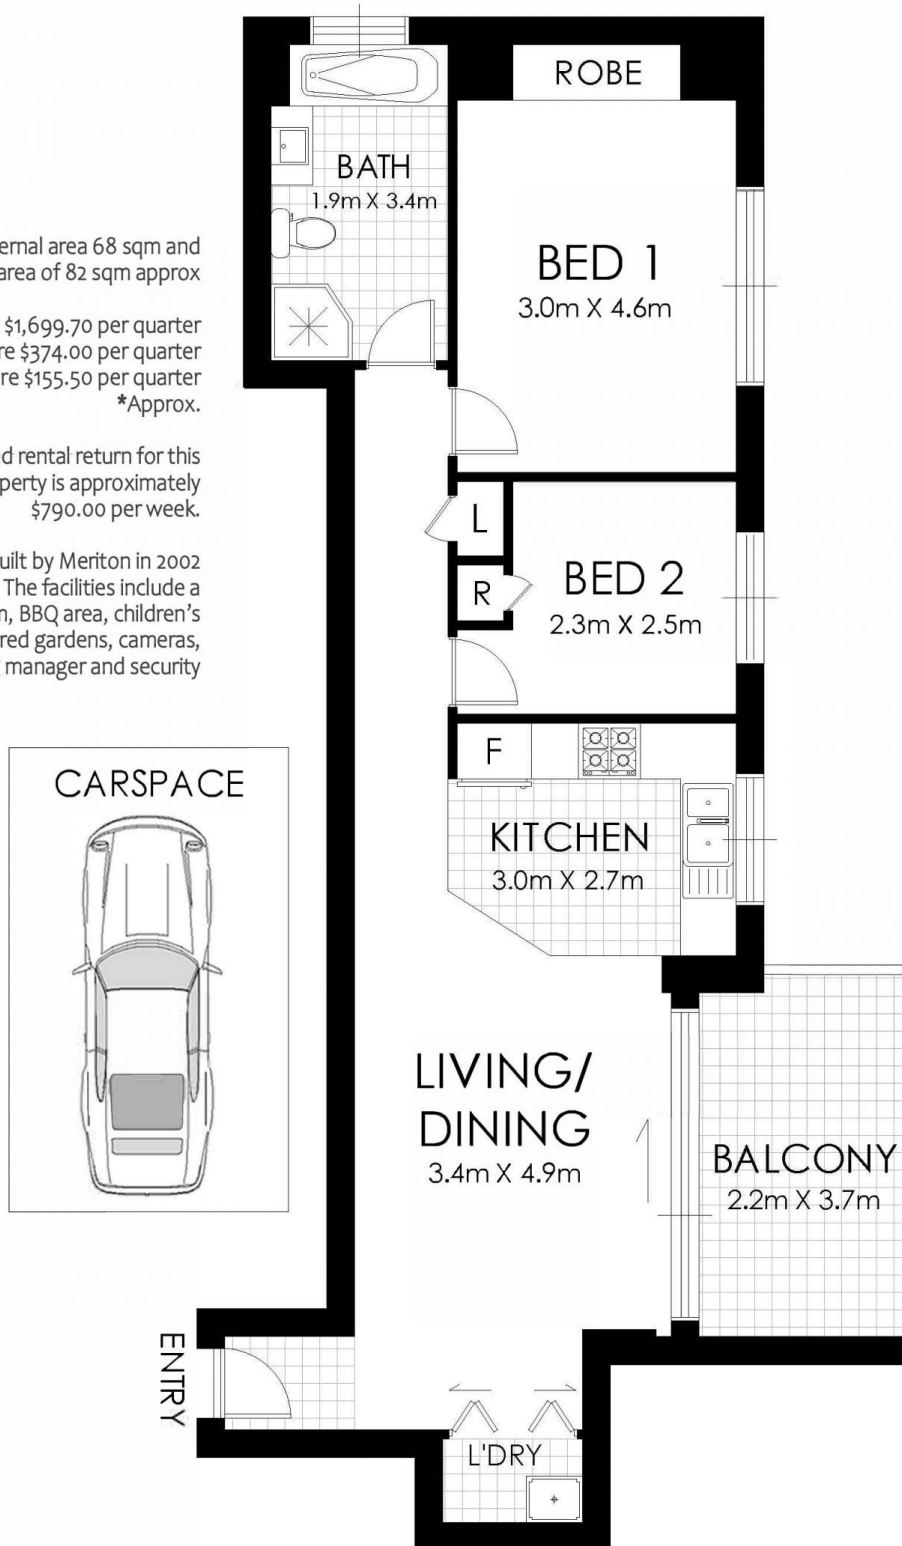 ernal area 68 sqm and
area of 82 sqm approx
$1,699.70 per quarter
re $374.00 per quarter
re $155.50 per quarter
*Approx.
d rental return for this
perty is approximately
$790.00 per week.
uilt by Meriton in 2002
The facilities include a
n, BBQ area, children's
red gardens, cameras,
manager and security
CARSPACE
ROBE
BATH
1.9m X 3.4m
BED 1
3.0m X 4.6m
L
R
BED 2
2.3m X 2.5m
F
KITCHEN
3.0m X 2.7m
LIVING/
DINING
3.4m X 4.9m
BALCONY
2.2m X 3.7m
ENTRY
L'DRY